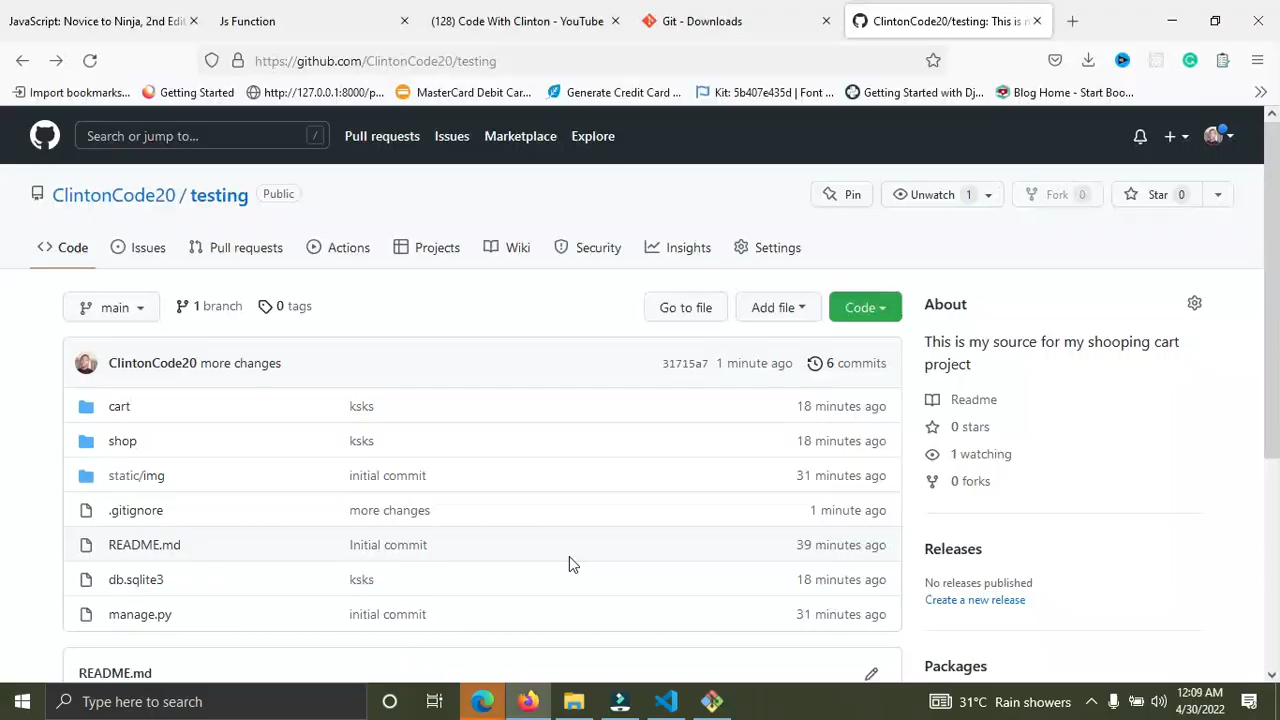 JavaScript: Novice to Ninja, 2nd Edit
Js Function
(128) Code With Clinton - YouTube
Git - Downloads
ClintonCode20/testing: This is m
https://github.com/ClintonCode20/testing
Import bookmarks...
Getting Started
http://127.0.0.1:8000/p...
MasterCard Debit Car...
Generate Credit Card ...
Kit: 5b407e435d | Font ...
Getting Started with Dj...
Blog Home - Start Boo...
Search or jump to...
/
Pull requests
Issues
Marketplace
Explore
ClintonCode20 / testing
Public
Pin
Unwatch 1
Fork 0
Star 0
Code
Issues
Pull requests
Actions
Projects
Wiki
Security
Insights
Settings
main
1 branch
0 tags
Go to file
Add file
Code
ClintonCode20 more changes
31715a7 1 minute ago
6 commits
cart
ksks
18 minutes ago
shop
ksks
18 minutes ago
static/img
initial commit
31 minutes ago
.gitignore
more changes
1 minute ago
README.md
Initial commit
39 minutes ago
db.sqlite3
ksks
18 minutes ago
manage.py
initial commit
31 minutes ago
README.md
About
This is my source for my shooping cart
project
Readme
0 stars
1 watching
0 forks
Releases
No releases published
Create a new release
Packages
Type here to search
31°C Rain showers
12:09 AM
4/30/2022